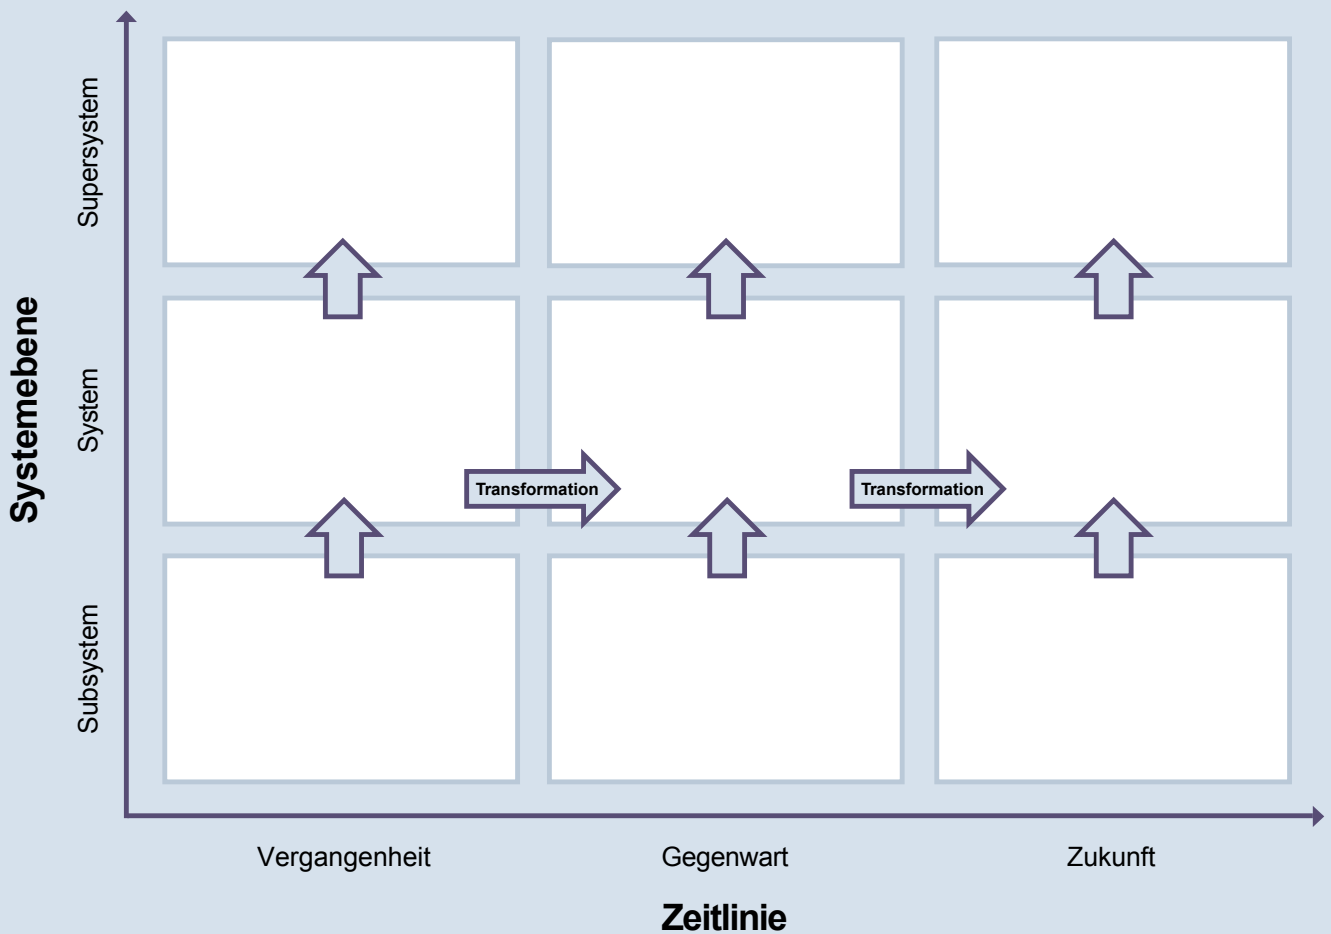 Systemebene
Supersystem
System
Subsystem
Transformation
Transformation
Vergangenheit
Gegenwart
Zukunft
Zeitlinie